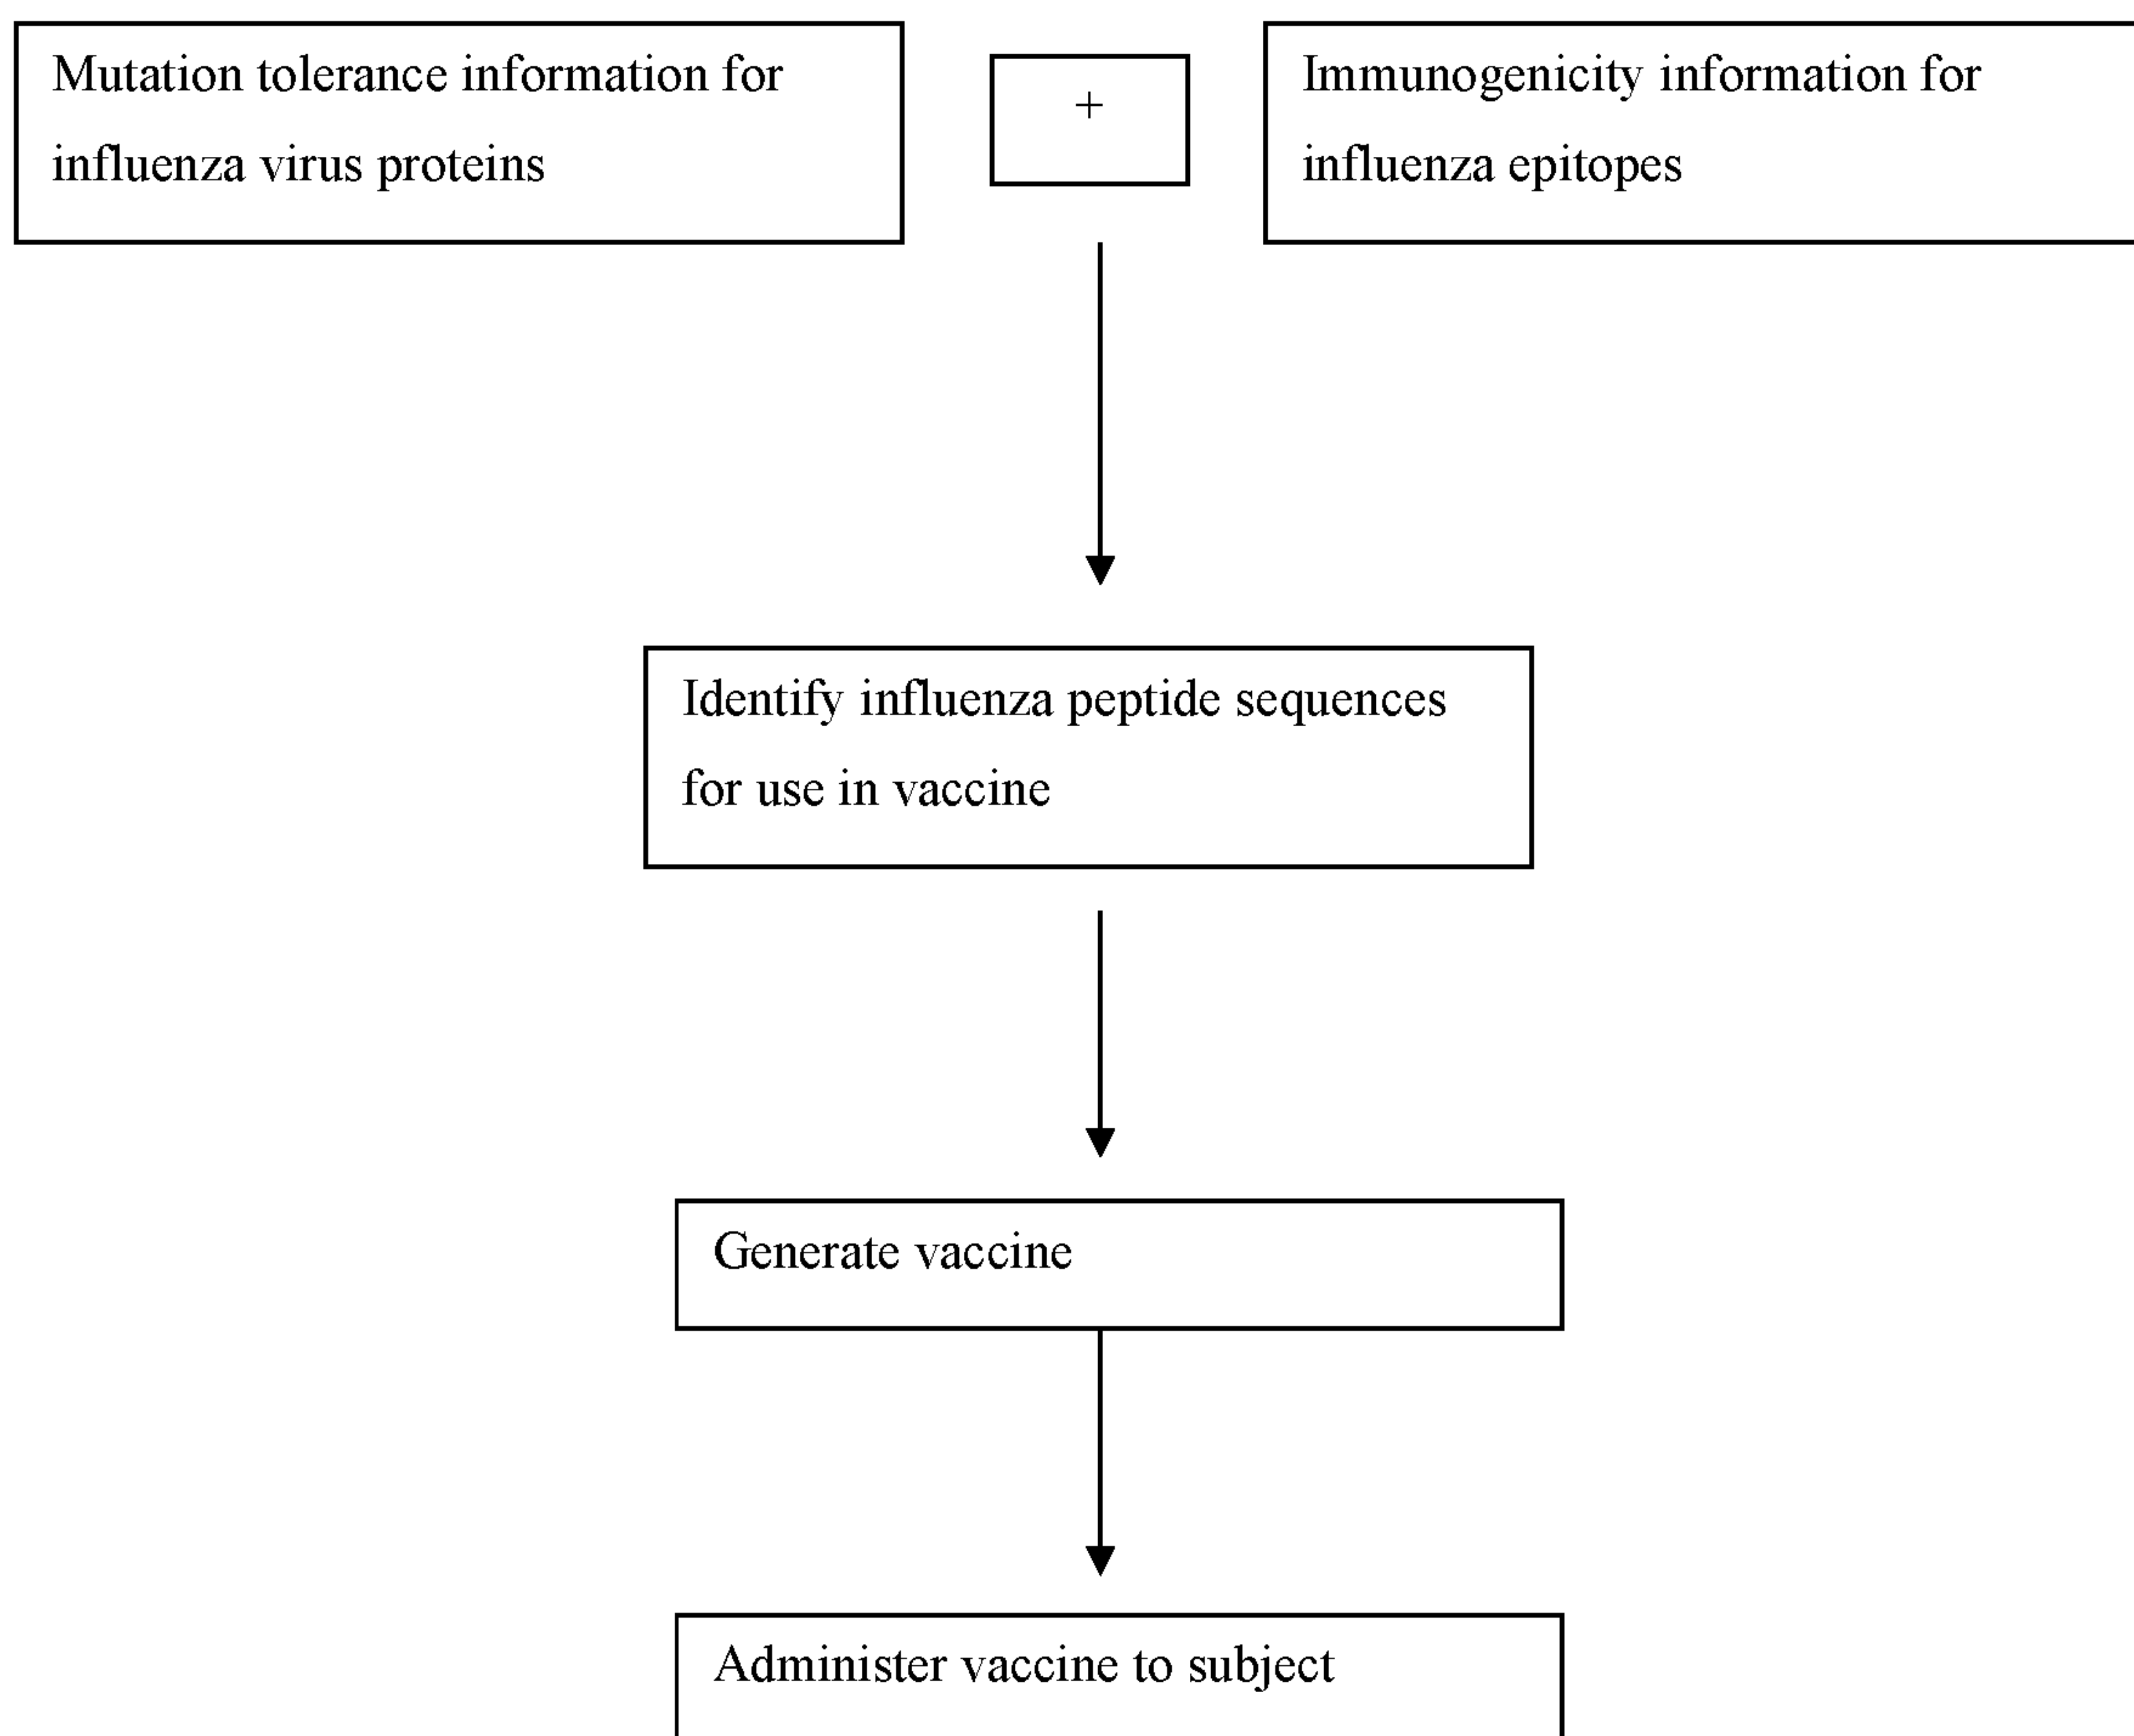 Mutation tolerance information for
influenza virus proteins
+
Immunogenicity information for
influenza epitopes
Identify influenza peptide sequences
for use in vaccine
Generate vaccine
Administer vaccine to subject